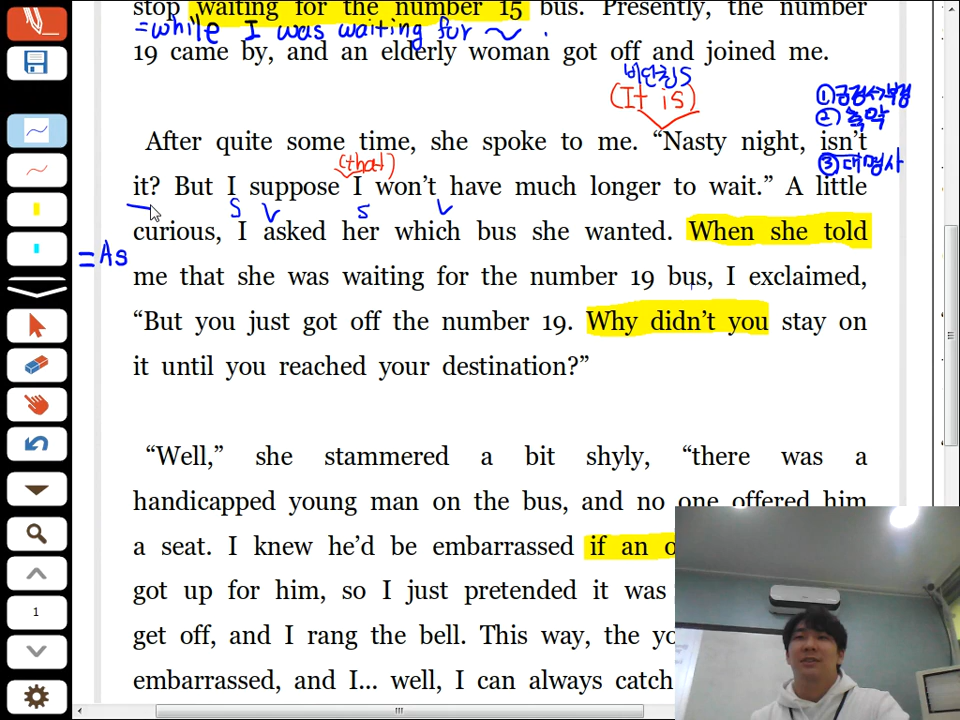 stop waiting for the number 15 bus. Presently, the number
=while I was waiting for ~
19 came by, and an elderly woman got off and joined me.
비인칭S
(It is)
①긍정↔부정
② 축약
③대명사
After quite some time, she spoke to me. “Nasty night, isn’t
(that)
it? But I suppose I won’t have much longer to wait.” A little
S V S V
curious, I asked her which bus she wanted. When she told
=As
me that she was waiting for the number 19 bus, I exclaimed,
“But you just got off the number 19. Why didn’t you stay on
it until you reached your destination?”
“Well,” she stammered a bit shyly, “there was a
handicapped young man on the bus, and no one offered him
a seat. I knew he’d be embarrassed if an
got up for him, so I just pretended it was
get off, and I rang the bell. This way, the
embarrassed, and I... well, I can always catch
1